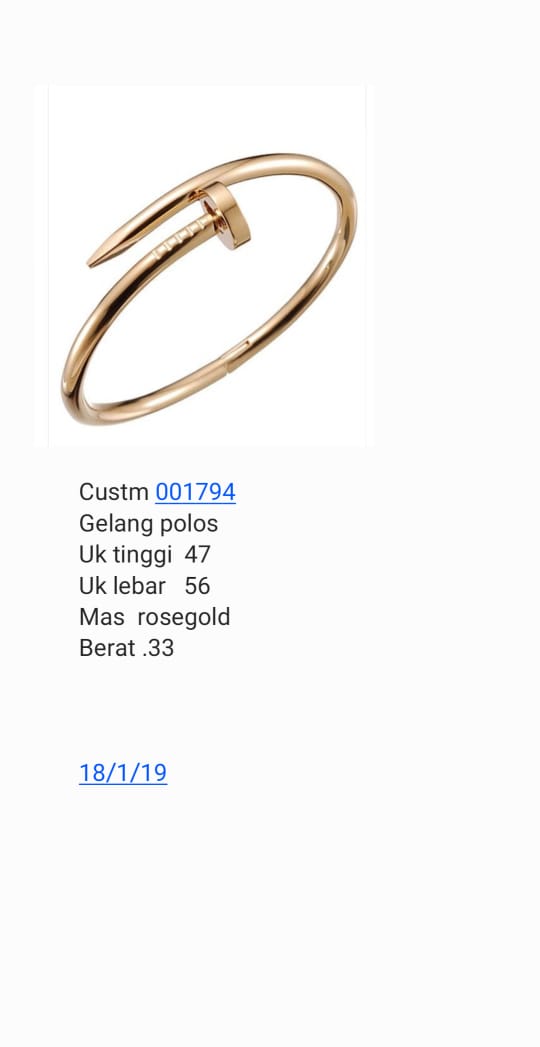 Custm 001794
Gelang polos
Uk tinggi  47
Uk lebar   56
Mas  rosegold
Berat .33
18/1/19